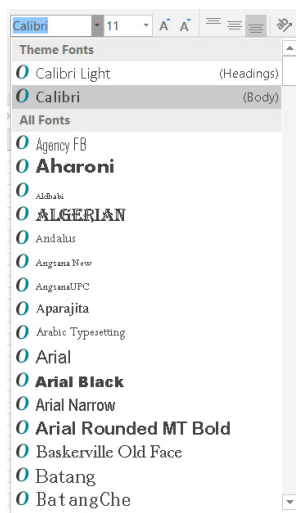 Calibri 11 A A
Theme Fonts
O Calibri Light (Headings)
O Calibri (Body)
All Fonts
O Agency FB
O Aharoni
O Aldhabi
O ALGERIAN
O Andalus
O Angsana New
O AngsanaUPC
O Aparajita
O Arabic Typesetting
O Arial
O Arial Black
O Arial Narrow
O Arial Rounded MT Bold
O Baskerville Old Face
O Batang
O BatangChe